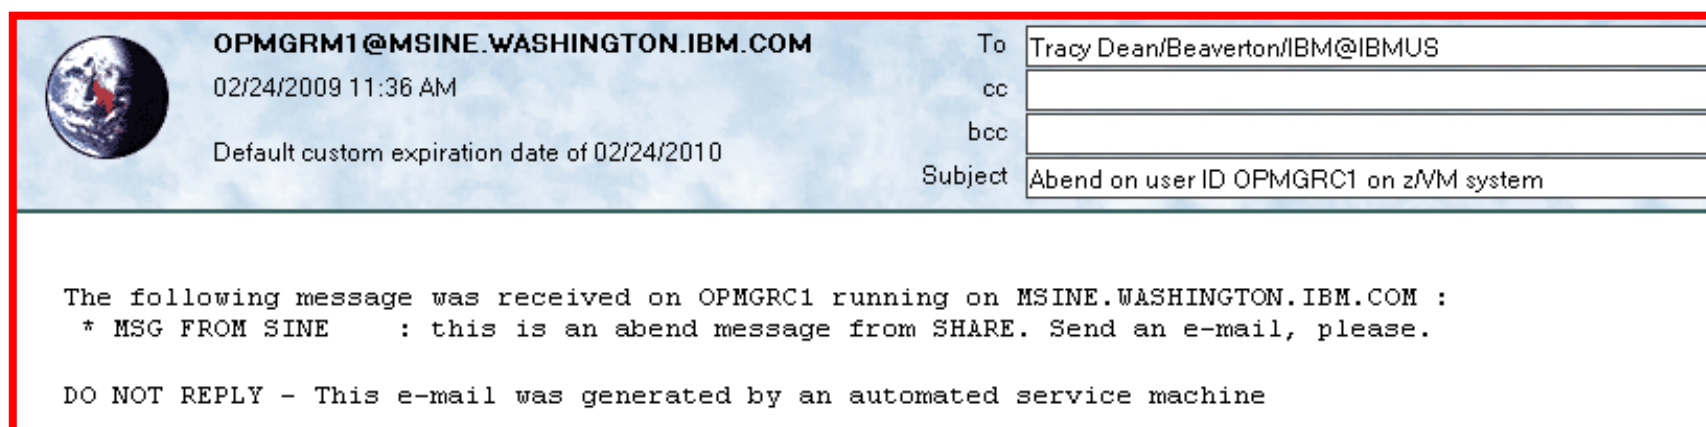 OPMGRM1@MSINE.WASHINGTON.IBM.COM
02/24/2009 11:36 AM
Default custom expiration date of 02/24/2010
To Tracy Dean/Beaverton/IBM@IBMUS
cc
bcc
Subject Abend on user ID OPMGRC1 on z/VM system
The following message was received on OPMGRC1 running on MSINE.WASHINGTON.IBM.COM :
* MSG FROM SINE : this is an abend message from SHARE. Send an e-mail, please.
DO NOT REPLY - This e-mail was generated by an automated service machine